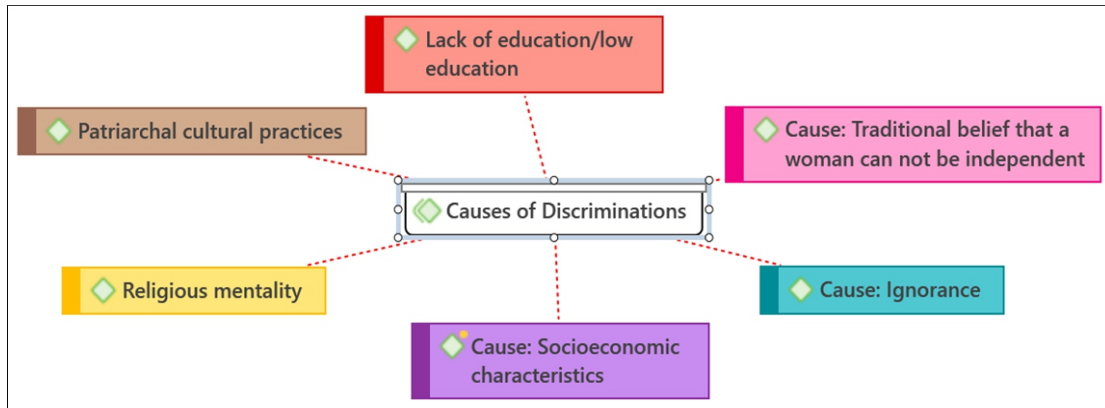 Lack of education/low
education
Patriarchal cultural practices
Cause: Traditional belief that a
woman can not be independent
Causes of Discriminations
Religious mentality
Cause: Ignorance
Cause: Socioeconomic
characteristics